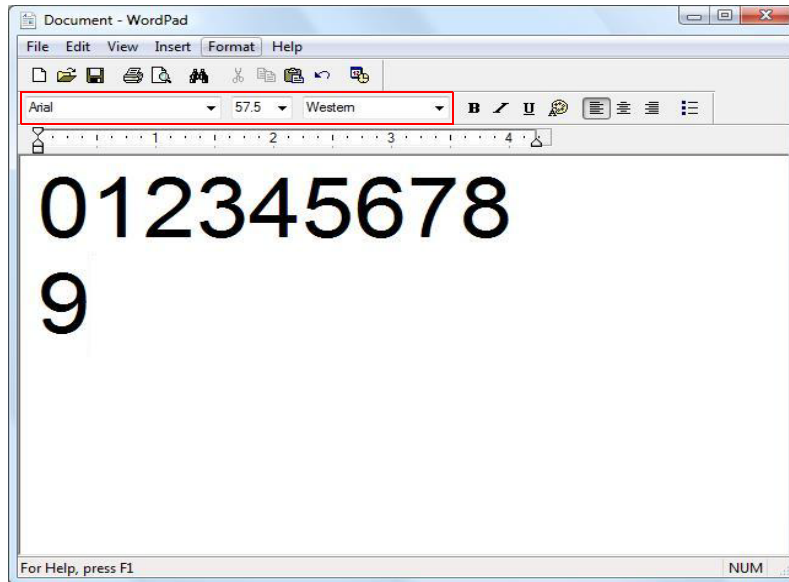 Document - WordPad
File Edit View Insert Format Help
Arial 57.5 Western B / U
1 2 3 4
012345678
9
For Help, press F1 NUM